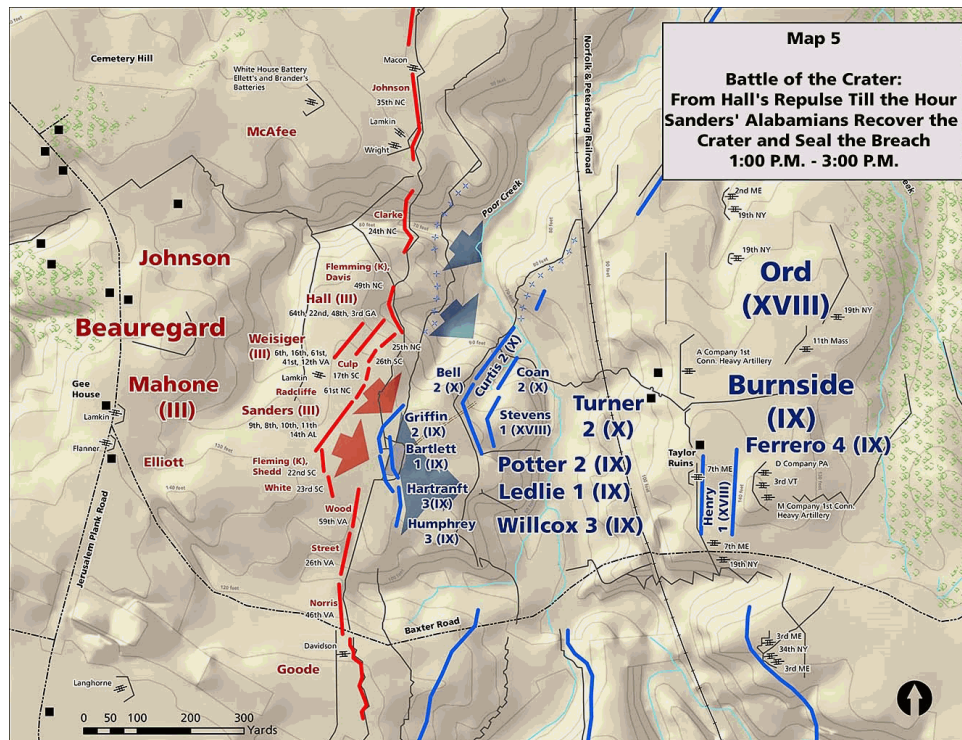 Map 5
Battle of the Crater:
From Hall's Repulse Till the Hour
Sanders' Alabamians Recover the
Crater and Seal the Breach
1:00 P.M. - 3:00 P.M.
Cemetery Hill
White House Battery
Ellett's and Brander's
Batteries
Macon
Johnson
35th NC
Lamkin
Wright
McAfee
Norfolk & Petersburg Railroad
Poor Creek
Creek
2nd ME
19th NY
19th NY
Clarke
24th NC
60 feet
70 feet
80 feet
90 feet
Johnson
Flemming (K),
Davis
49th NC
Hall (III)
64th, 22nd, 48th, 3rd GA
Beauregard
Weisiger
(III)
6th, 16th, 61st,
41st, 12th VA
25th NC
26th SC
Culp
17th SC
Lamkin
Radcliffe
61st NC
Mahone
(III)
Sanders (III)
9th, 8th, 10th, 11th
14th AL
Gee
House
Lamkin
Flanner
Elliott
Fleming (K),
Shedd
22nd SC
White
23rd SC
Wood
59th VA
Street
26th VA
Norris
46th VA
Davidson
Goode
Langhorne
Jerusalem Plank Road
Baxter Road
Ord
(XVIII)
19th NY
11th Mass
A Company 1st
Conn. Heavy Artillery
Bell
2 (X)
Curtis 2 (X)
Coan
2 (X)
Griffin
2 (IX)
Stevens
1 (XVIII)
Turner
2 (X)
Burnside
(IX)
Ferrero 4 (IX)
Bartlett
1 (IX)
Hartranft
3(IX)
Humphrey
3 (IX)
Potter 2 (IX)
Ledlie 1 (IX)
Willcox 3 (IX)
Taylor
Ruins
7th ME
Henry
1 (XVIII)
D Company PA
3rd VT
M Company 1st Conn.
Heavy Artillery
7th ME
19th NY
3rd ME
34th NY
3rd ME
0 50 100 200 300
Yards